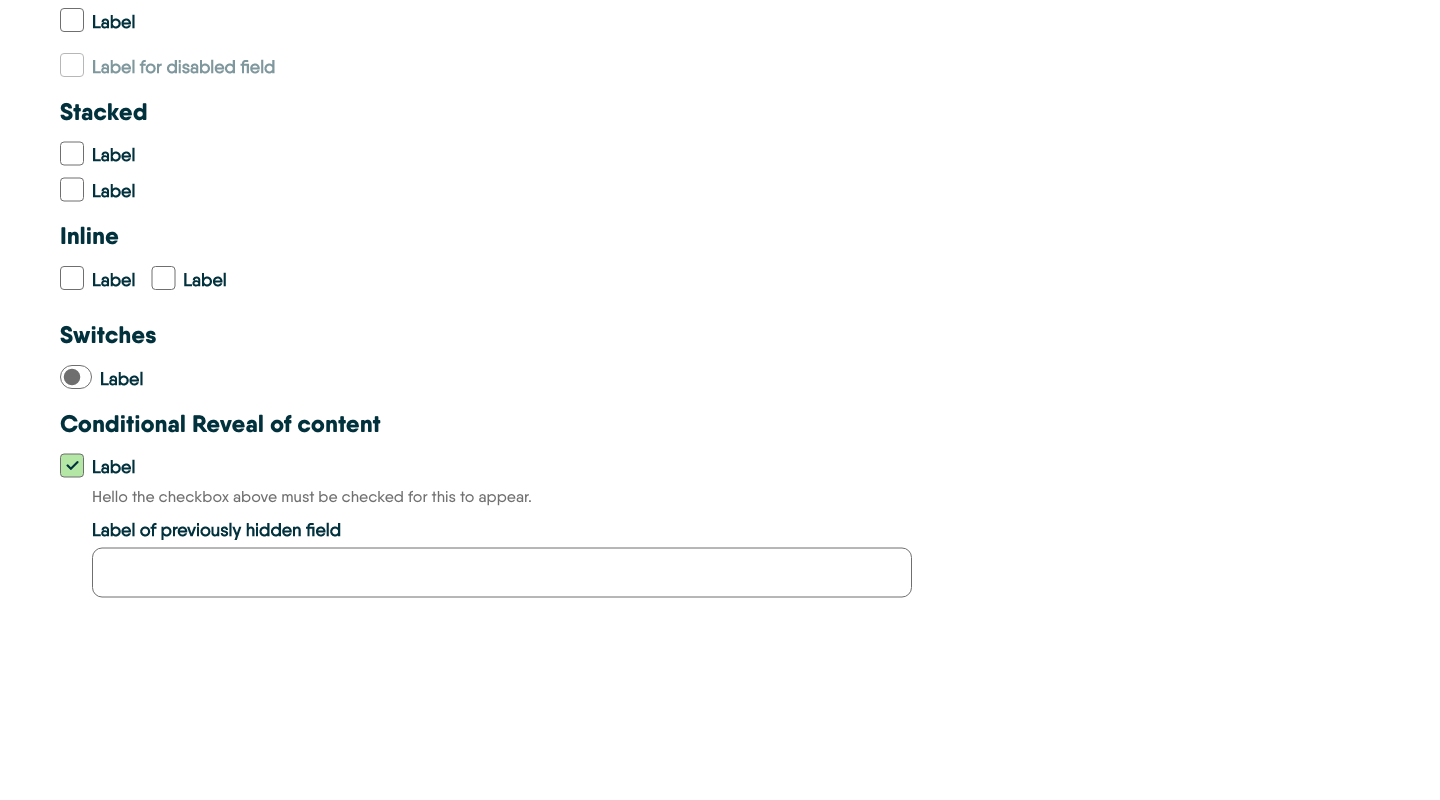 Label
Label for disabled field
Stacked
Label
Label
Inline
Label Label
Switches
Label
Conditional Reveal of content
Label
Hello the checkbox above must be checked for this to appear.
Label of previously hidden field